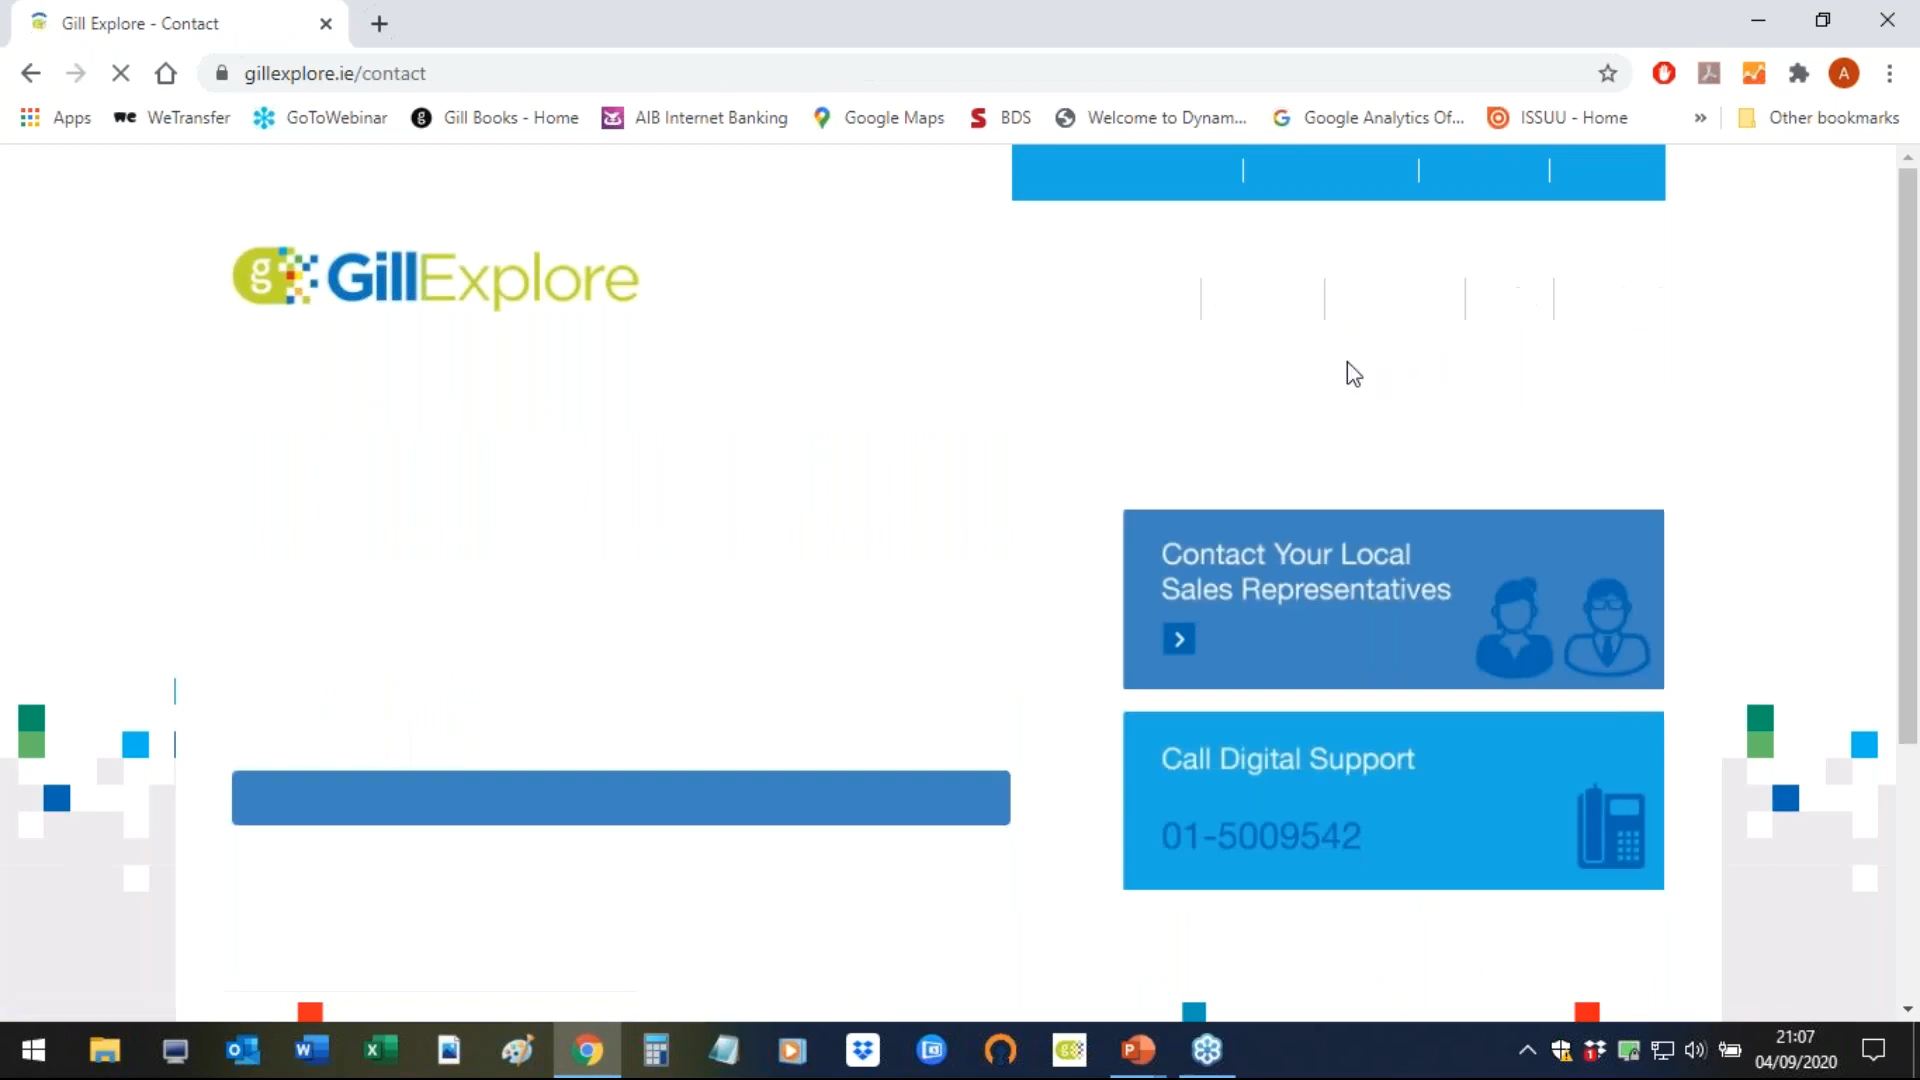 Gill Explore - Contact
gillexplore.ie/contact
A
Apps
we WeTransfer
GoToWebinar
g Gill Books - Home
AIB Internet Banking
Google Maps
S BDS
Welcome to Dynam...
G Google Analytics Of...
ISSUU - Home
»
Other bookmarks
g GillExplore
Contact Your Local
Sales Representatives
Call Digital Support
01-5009542
21:07
04/09/2020